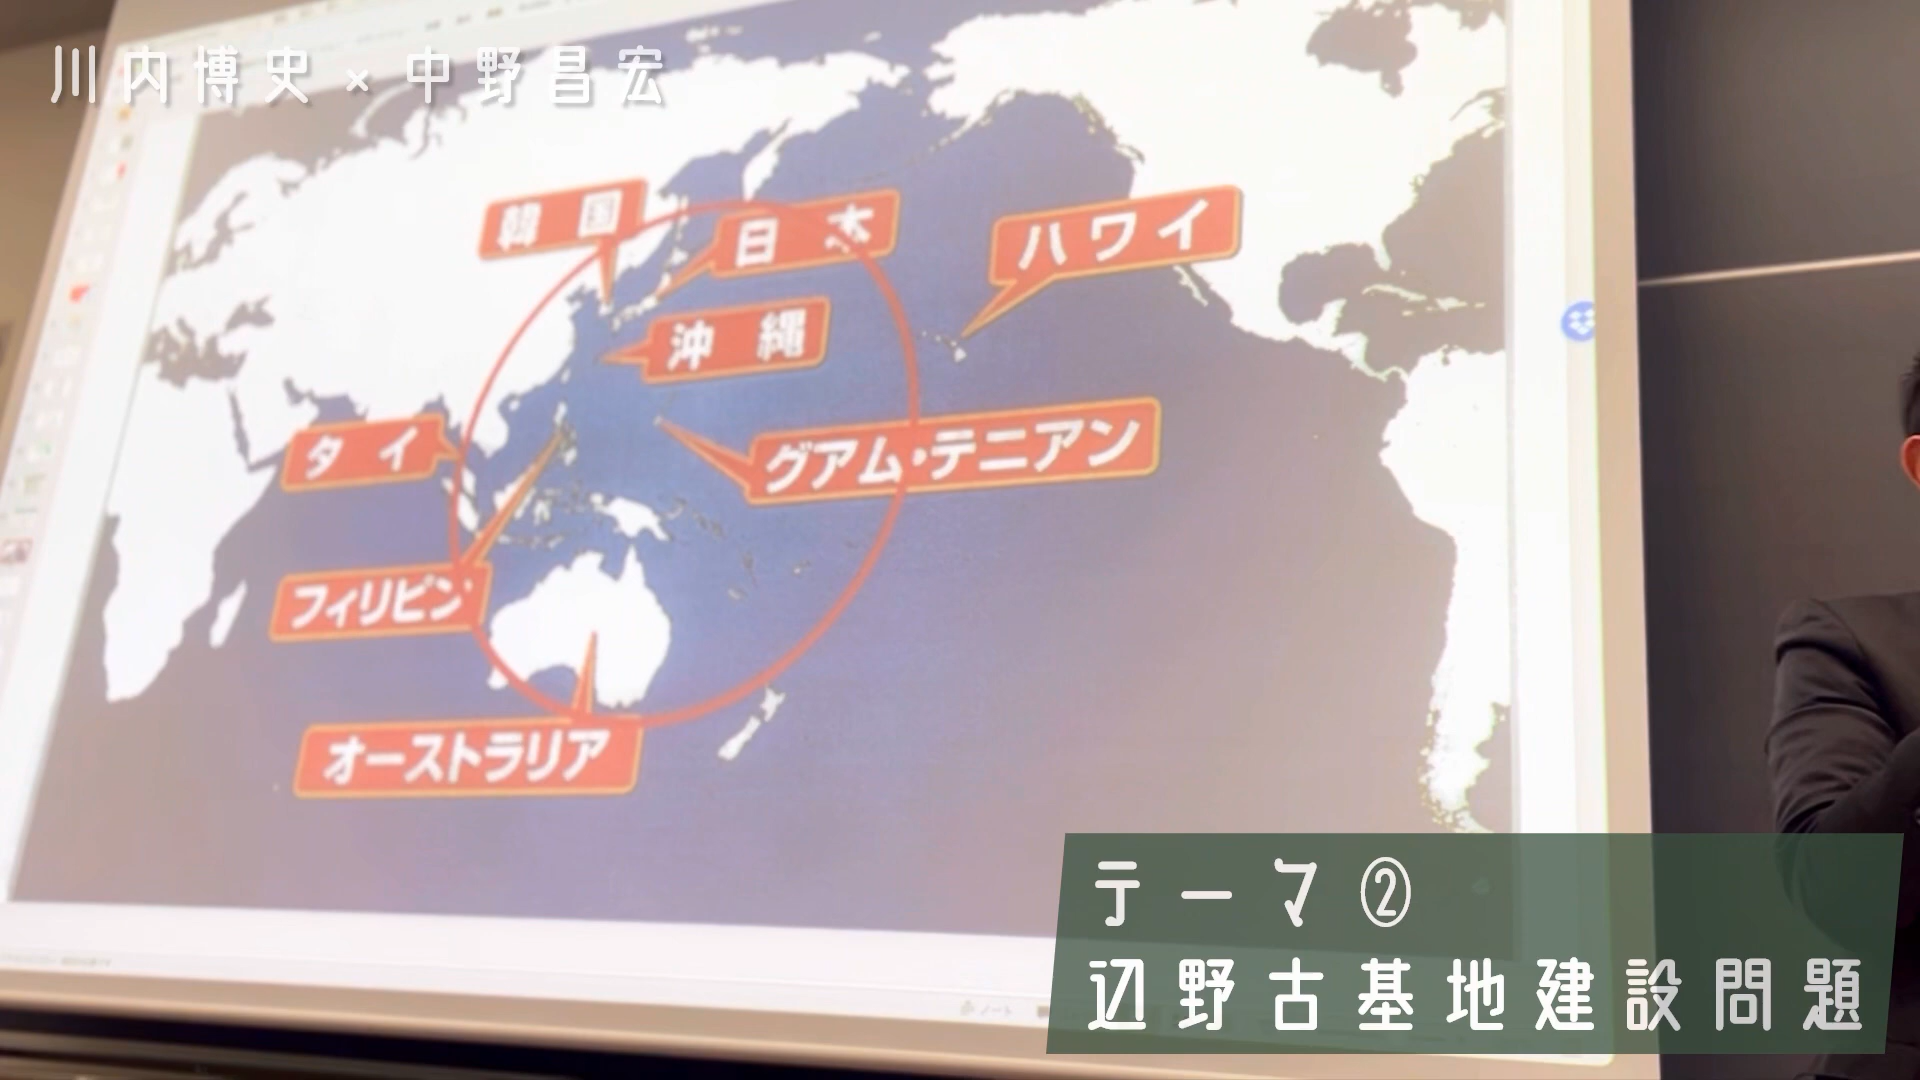 川内博史×中野昌宏
韓国
日本
ハワイ
沖縄
タイ
グアム・テニアン
フィリピン
オーストラリア
テーマ②
辺野古基地建設問題